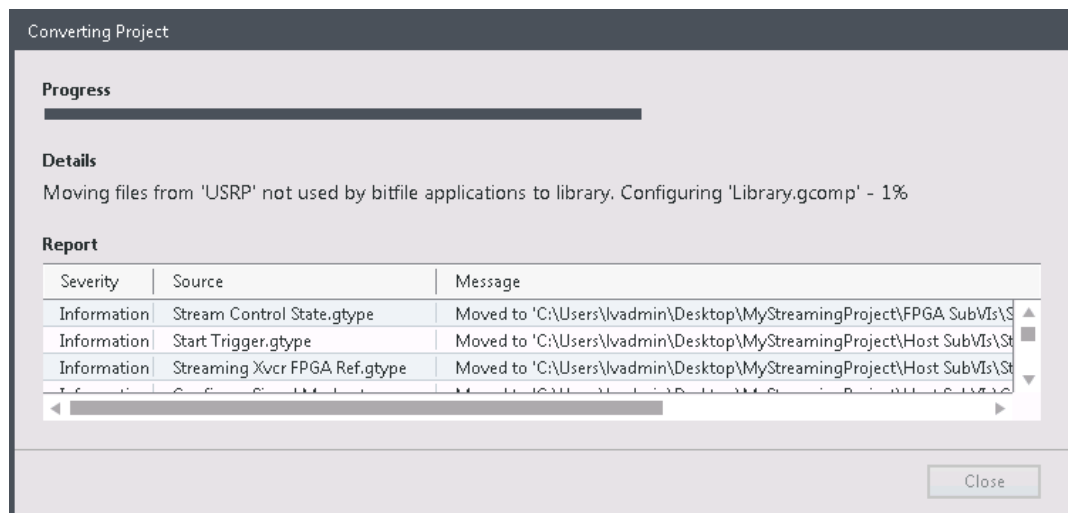 Converting Project
Progress
Details
Moving files from 'USRP' not used by bitfile applications to library. Configuring 'Library.gcomp' - 1%
Report
Severity Source Message
Information Stream Control State.gtype Moved to 'C:\Users\lvadmin\Desktop\MyStreamingProject\FPGA SubVIs\S
Information Start Trigger.gtype Moved to 'C:\Users\lvadmin\Desktop\MyStreamingProject\Host SubVIs\St
Information Streaming Xvcr FPGA Ref.gtype Moved to 'C:\Users\lvadmin\Desktop\MyStreamingProject\Host SubVIs\St
Close